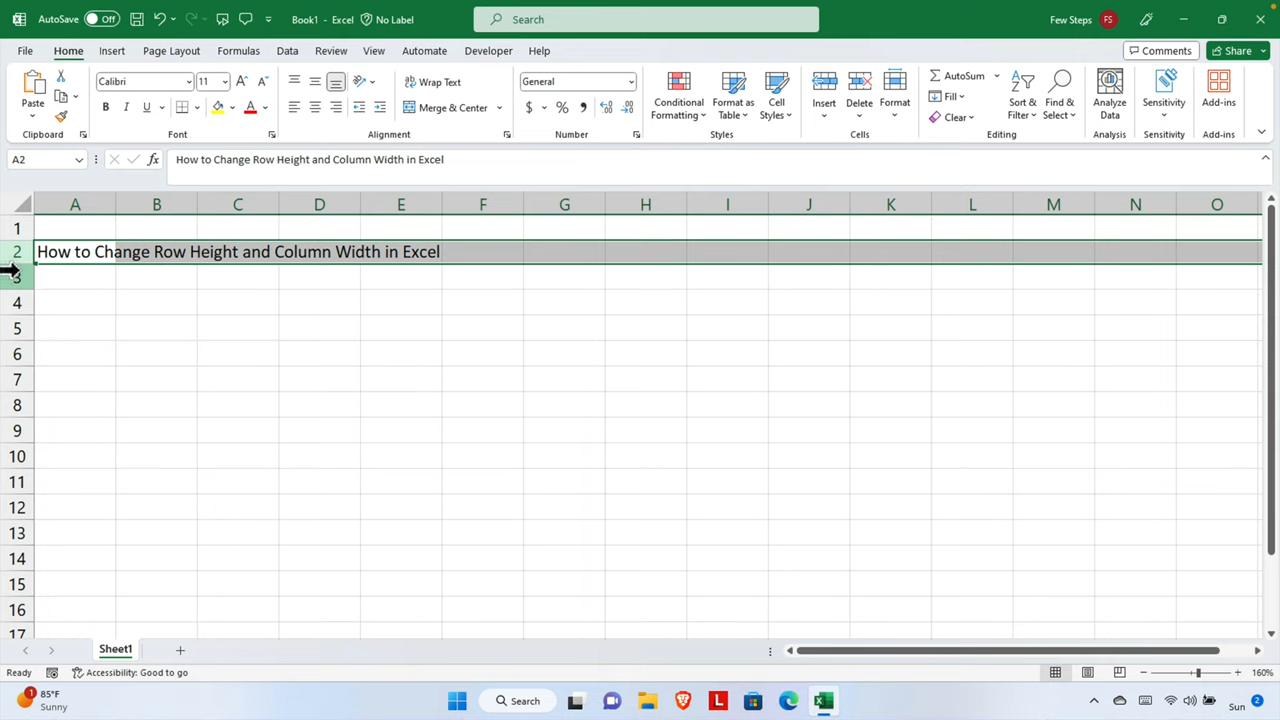 AutoSave Off Book1 - Excel No Label Search Few Steps FS
File Home Insert Page Layout Formulas Data Review View Automate Developer Help Comments Share
Paste Calibri 11 A A Wrap Text General Conditional Formatting Format as Table Cell Styles Insert Delete Format AutoSum Sort & Filter Find & Select Analyze Data Sensitivity Add-ins
B I U A Merge & Center $ % Fill
Clear
Clipboard Font Alignment Number Styles Cells Editing Analysis Sensitivity Add-ins
A2 fx How to Change Row Height and Column Width in Excel
A B C D E F G H I J K L M N O
1
2 How to Change Row Height and Column Width in Excel
3
4
5
6
7
8
9
10
11
12
13
14
15
16
17
Sheet1
Ready Accessibility: Good to go 160%
1 85°F Search L Sun 2
Sunny